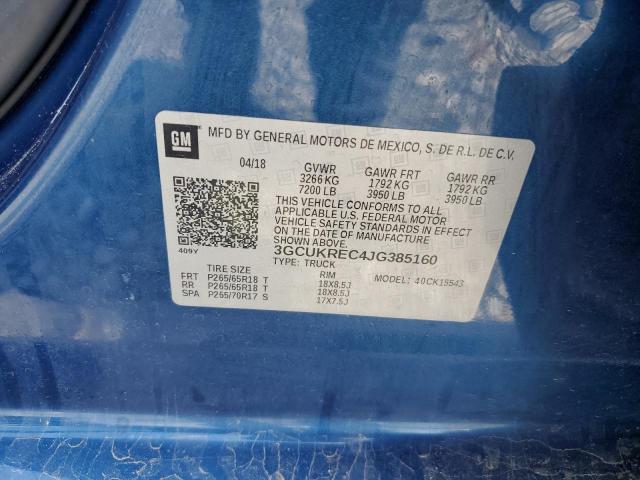 GM MFD BY GENERAL MOTORS DE MEXICO, S. DE R.L. DE C.V.
04/18 GVWR GAWR FRT GAWR RR
3266 KG 1792 KG 1792 KG
7200 LB 3950 LB 3950 LB
THIS VEHICLE CONFORMS TO ALL
APPLICABLE U.S. FEDERAL MOTOR
VEHICLE SAFETY STANDARDS IN EFFECT
ON THE DATE OF MANUFACTURE
SHOWN ABOVE.
409Y 3GCUKREC4JG385160
TYPE: TRUCK
TIRE SIZE RIM MODEL: 40CK15543
FRT P265/65R18 T 18X8.5J
RR P265/65R18 T 18X8.5J
SPA P265/70R17 S 17X7.5J